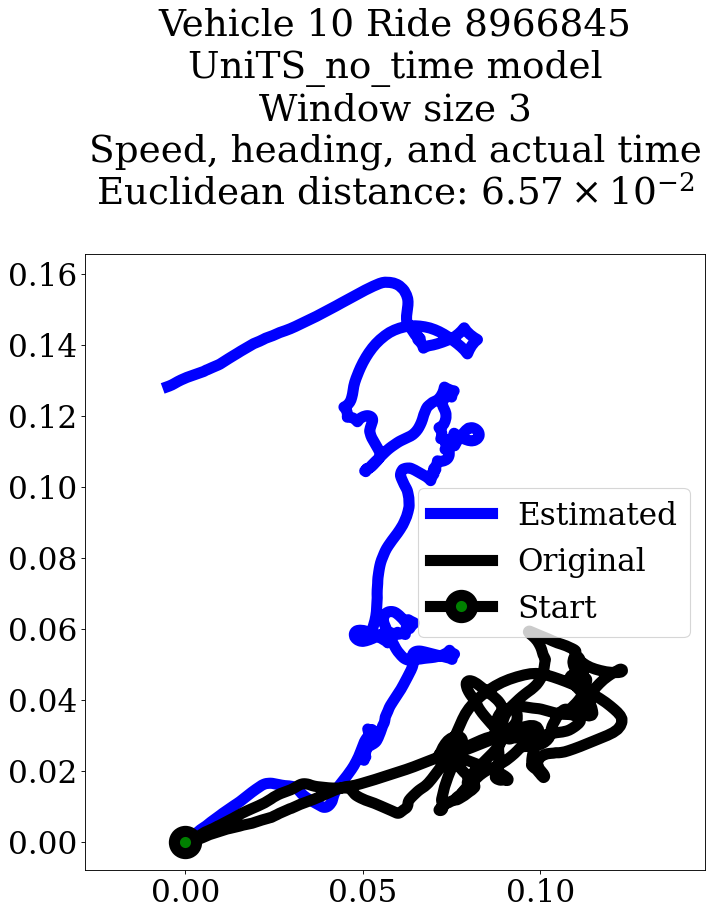 Vehicle 10 Ride 8966845
UniTS_no_time model
Window size 3
Speed, heading, and actual time
Euclidean distance: 6.57 × 10⁻²
0.16
0.14
0.12
0.10
0.08
0.06
0.04
0.02
0.00
Estimated
Original
Start
0.00 0.05 0.10